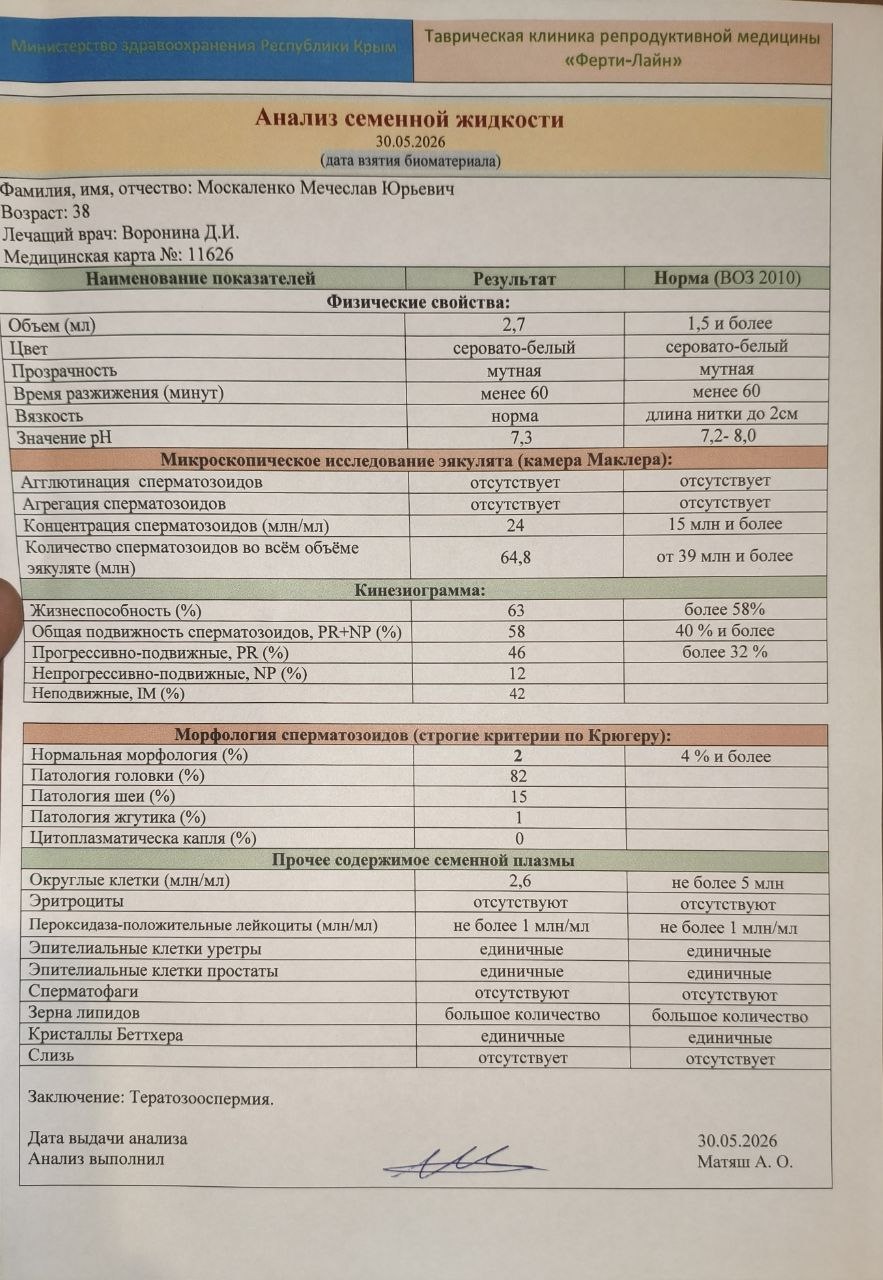 Министерство здравоохранения Республики Крым
Таврическая клиника репродуктивной медицины
«Ферти-Лайн»
Анализ семенной жидкости
30.05.2026
(дата взятия биоматериала)
Фамилия, имя, отчество: Москаленко Мечеслав Юрьевич
Возраст: 38
Лечащий врач: Воронина Д.И.
Медицинская карта №: 11626
Наименование показателей Результат Норма (ВОЗ 2010)
Физические свойства:
Объем (мл) 2,7 1,5 и более
Цвет серовато-белый серовато-белый
Прозрачность мутная мутная
Время разжижения (минут) менее 60 менее 60
Вязкость норма длина нитки до 2см
Значение pH 7,3 7,2- 8,0
Микроскопическое исследование эякулята (камера Маклера):
Агглютинация сперматозоидов отсутствует отсутствует
Агрегация сперматозоидов отсутствует отсутствует
Концентрация сперматозоидов (млн/мл) 24 15 млн и более
Количество сперматозоидов во всём объёме
эякуляте (млн) 64,8 от 39 млн и более
Кинезиограмма:
Жизнеспособность (%) 63 более 58%
Общая подвижность сперматозоидов, PR+NP (%) 58 40 % и более
Прогрессивно-подвижные, PR (%) 46 более 32 %
Непрогрессивно-подвижные, NP (%) 12
Неподвижные, IM (%) 42
Морфология сперматозоидов (строгие критерии по Крюгеру):
Нормальная морфология (%) 2 4 % и более
Патология головки (%) 82
Патология шеи (%) 15
Патология жгутика (%) 1
Цитоплазматическа капля (%) 0
Прочее содержимое семенной плазмы
Округлые клетки (млн/мл) 2,6 не более 5 млн
Эритроциты отсутствуют отсутствуют
Пероксидаза-положительные лейкоциты (млн/мл) не более 1 млн/мл не более 1 млн/мл
Эпителиальные клетки уретры единичные единичные
Эпителиальные клетки простаты единичные единичные
Сперматофаги отсутствуют отсутствуют
Зерна липидов большое количество большое количество
Кристаллы Беттхера единичные единичные
Слизь отсутствует отсутствует
Заключение: Тератозооспермия.
Дата выдачи анализа 30.05.2026
Анализ выполнил Матяш А. О.